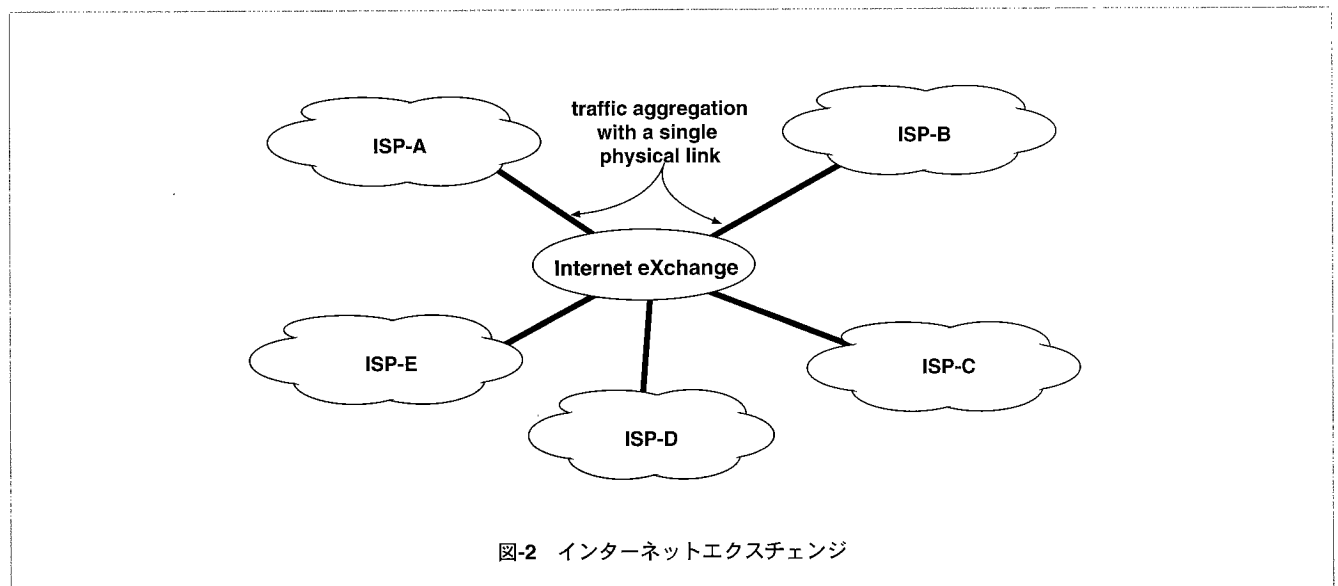 traffic aggregation
with a single
physical link
ISP-A
ISP-B
Internet eXchange
ISP-E
ISP-C
ISP-D
図-2 インターネットエクスチェンジ